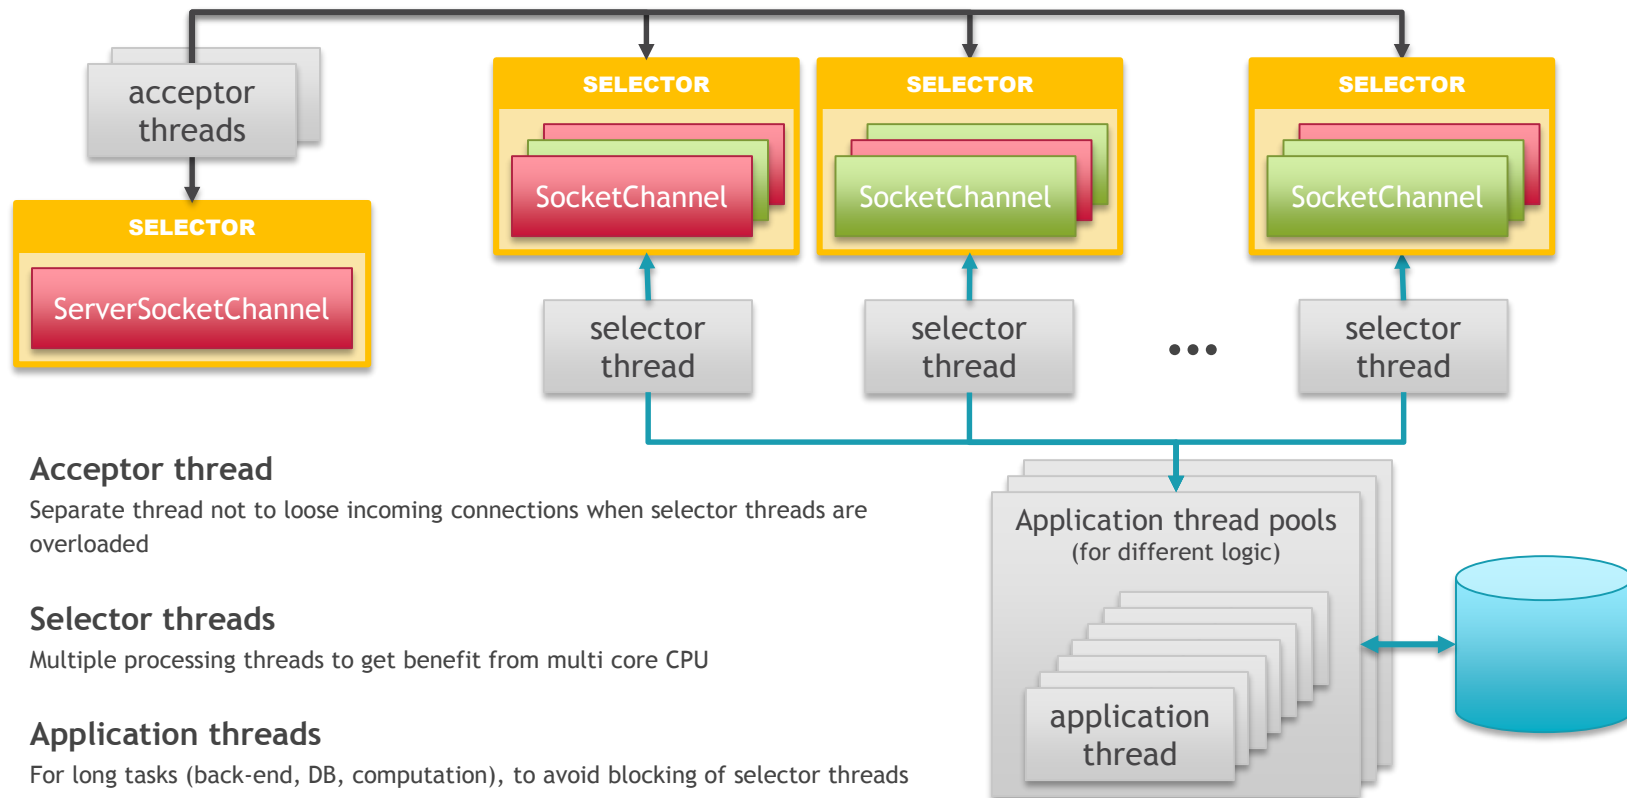 acceptor
threads
SELECTOR
ServerSocketChannel
SELECTOR
SocketChannel
selector
thread
SELECTOR
SocketChannel
selector
thread
...
SELECTOR
SocketChannel
selector
thread
Acceptor thread
Separate thread not to loose incoming connections when selector threads are
overloaded
Selector threads
Multiple processing threads to get benefit from multi core CPU
Application threads
For long tasks (back-end, DB, computation), to avoid blocking of selector threads
Application thread pools
(for different logic)
application
thread